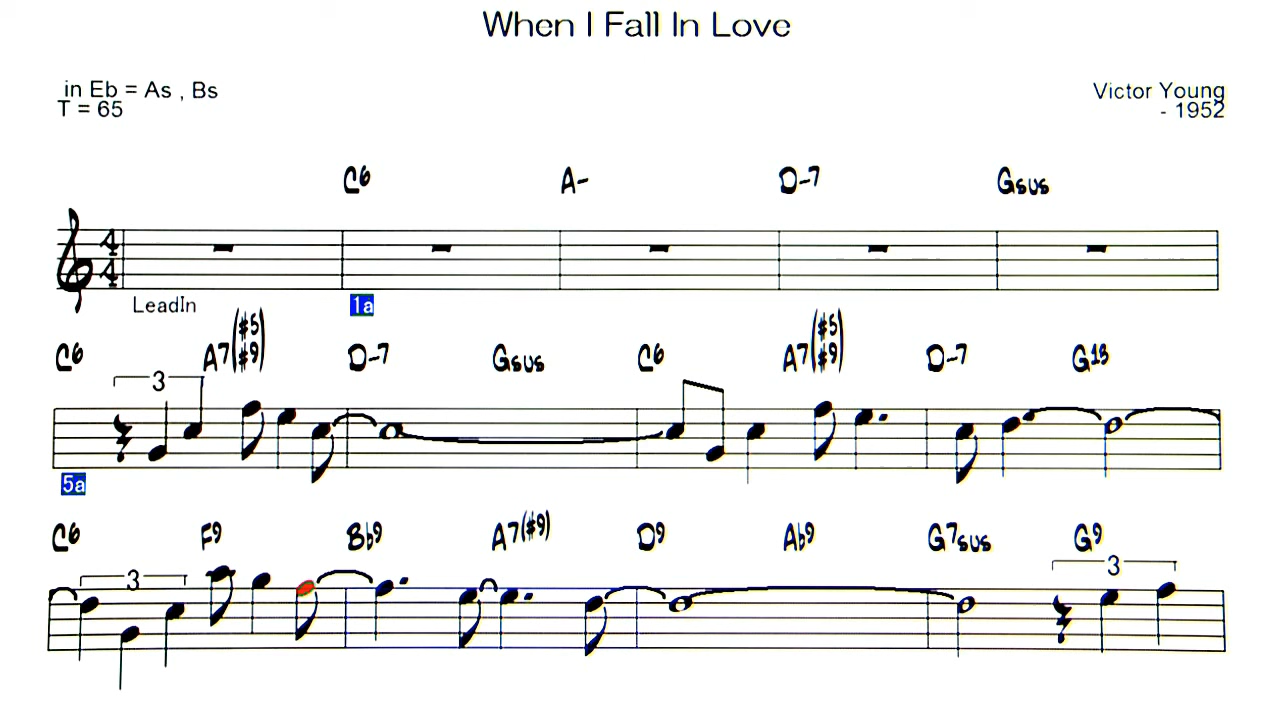 When I Fall In Love
in Eb = As , Bs
T = 65
Victor Young
- 1952
C6 A- D-7 Gsus
4
4
LeadIn
1a
C6 A7(#5 #9) D-7 Gsus C6 A7(#5 #9) D-7 G13
3
5a
C6 F9 Bb9 A7(#9) D9 Ab9 G7sus G9
3 3